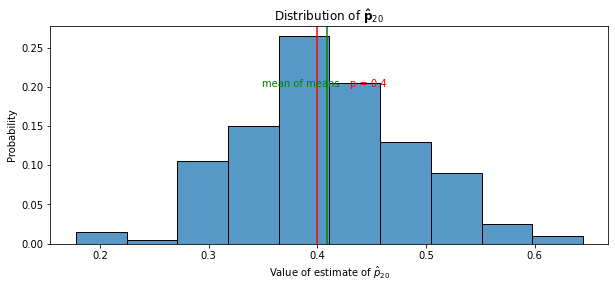 Distribution of p̂₂₀
0.25
0.20
0.15
0.10
0.05
0.00
Probability
mean of means
p = 0.4
0.2 0.3 0.4 0.5 0.6
Value of estimate of p̂₂₀